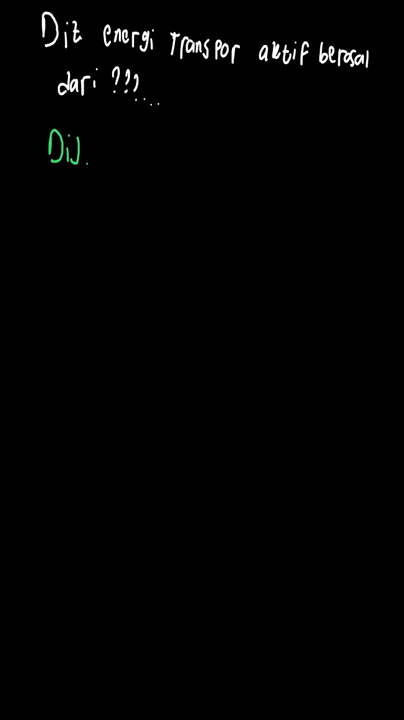 Dit energi Transpor aktif berasal
dari ???....
Dij.